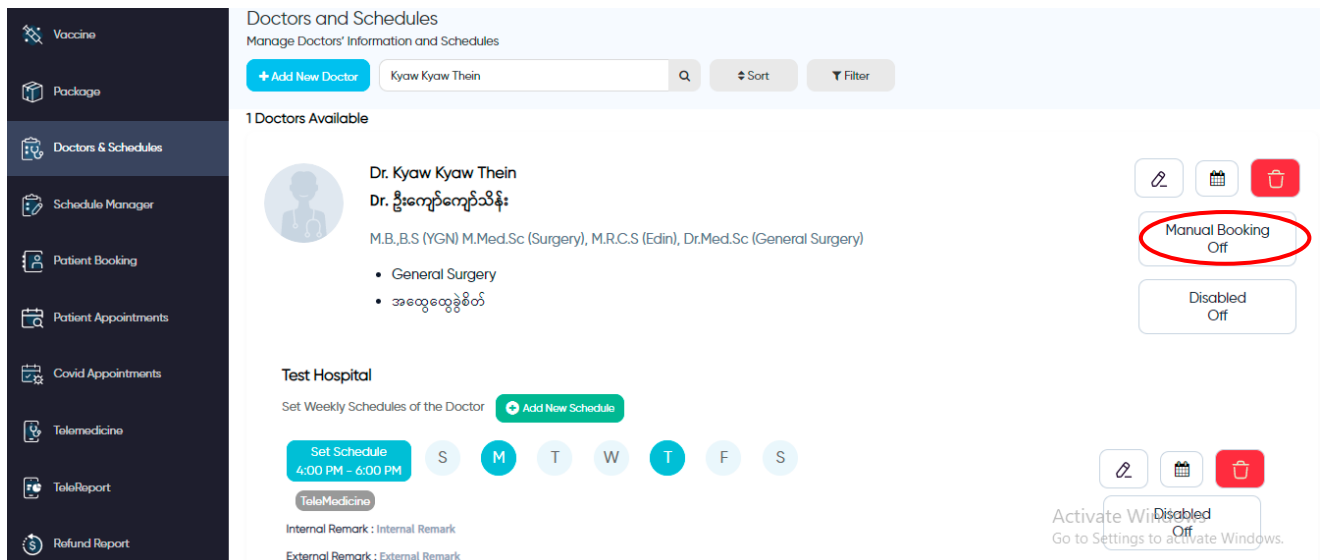 Vaccine
Package
Doctors & Schedules
Schedule Manager
Patient Booking
Patient Appointments
Covid Appointments
Telemedicine
TeleReport
Refund Report
Doctors and Schedules
Manage Doctors' Information and Schedules
Add New Doctor
Kyaw Kyaw Thein
Sort
Filter
1 Doctors Available
Dr. Kyaw Kyaw Thein
Dr. ဦးကျော်ကျော်သိန်း
M.B.,B.S (YGN) M.Med.Sc (Surgery), M.R.C.S (Edin), Dr.Med.Sc (General Surgery)
General Surgery
အထွေထွေခွဲစိတ်
Manual Booking
Off
Disabled
Off
Test Hospital
Set Weekly Schedules of the Doctor
Add New Schedule
Set Schedule
4:00 PM - 6:00 PM
S M T W T F S
TeleMedicine
Internal Remark : Internal Remark
External Remark : External Remark
Disabled
Off
Activate Windows
Go to Settings to activate Windows.